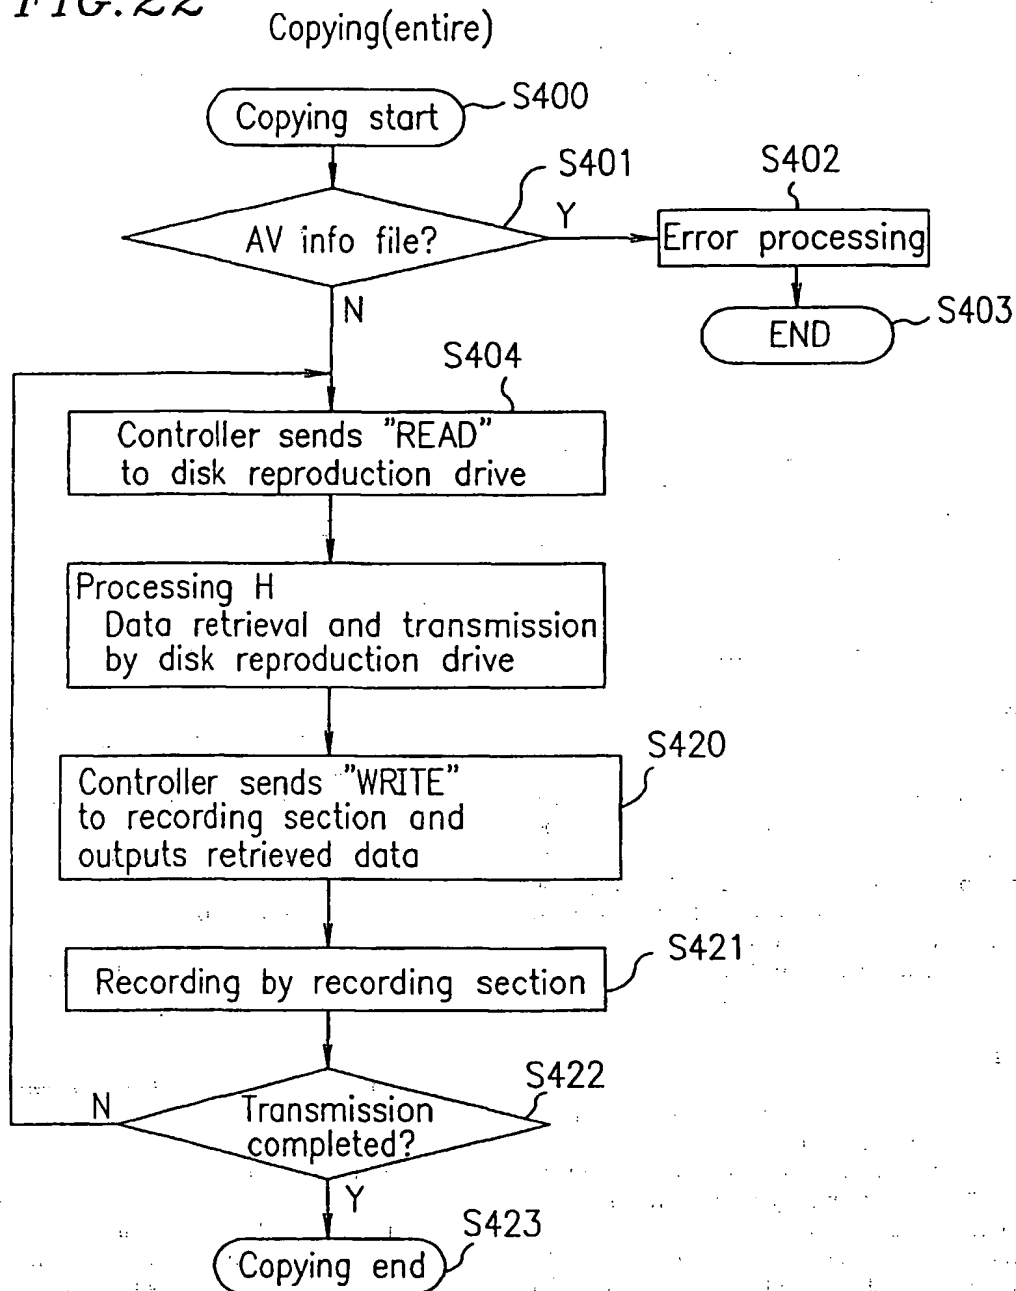 FIG.22
Copying(entire)
Copying start
S400
AV info file?
S401
Y
S402
Error processing
END
S403
N
S404
Controller sends "READ"
to disk reproduction drive
Processing H
Data retrieval and transmission
by disk reproduction drive
S420
Controller sends "WRITE"
to recording section and
outputs retrieved data
S421
Recording by recording section
S422
N
Transmission
completed?
Y
S423
Copying end